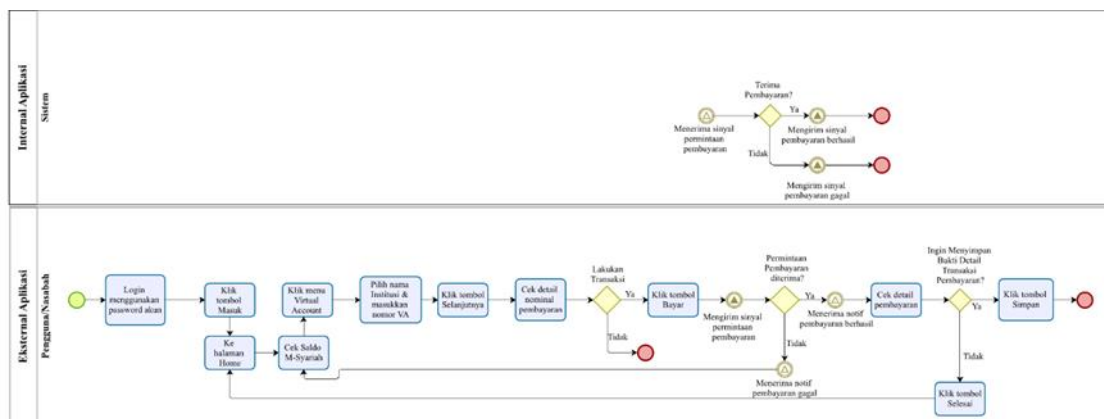 Internal Aplikasi
Sistem
Terima
Pembayaran?
Ya
Menerima sinyal
permintaan
pembayaran
Mengirim sinyal
pembayaran berhasil
Tidak
Mengirim sinyal
pembayaran gagal
Eksternal Aplikasi
Pengguna/Nasabah
Login
menggunakan
password akun
Klik
tombol
Masuk
Ke
halaman
Home
Klik menu
Virtual
Account
Cek Saldo
M-Syariah
Pilih nama
Institusi &
masukkan
nomor VA
Klik tombol
Selanjutnya
Cek detail
nominal
pembayaran
Lakukan
Transaksi
Ya
Tidak
Klik tombol
Bayar
Mengirim sinyal
permintaan
pembayaran
Permintaan
Pembayaran
diterima?
Ya
Tidak
Menerima notif
pembayaran gagal
Menerima notif
pembayaran berhasil
Cek detail
pembayaran
Ingin Menyimpan
Bukti Detail
Transaksi
Pembayaran?
Ya
Tidak
Klik tombol
Simpan
Klik tombol
Selesai